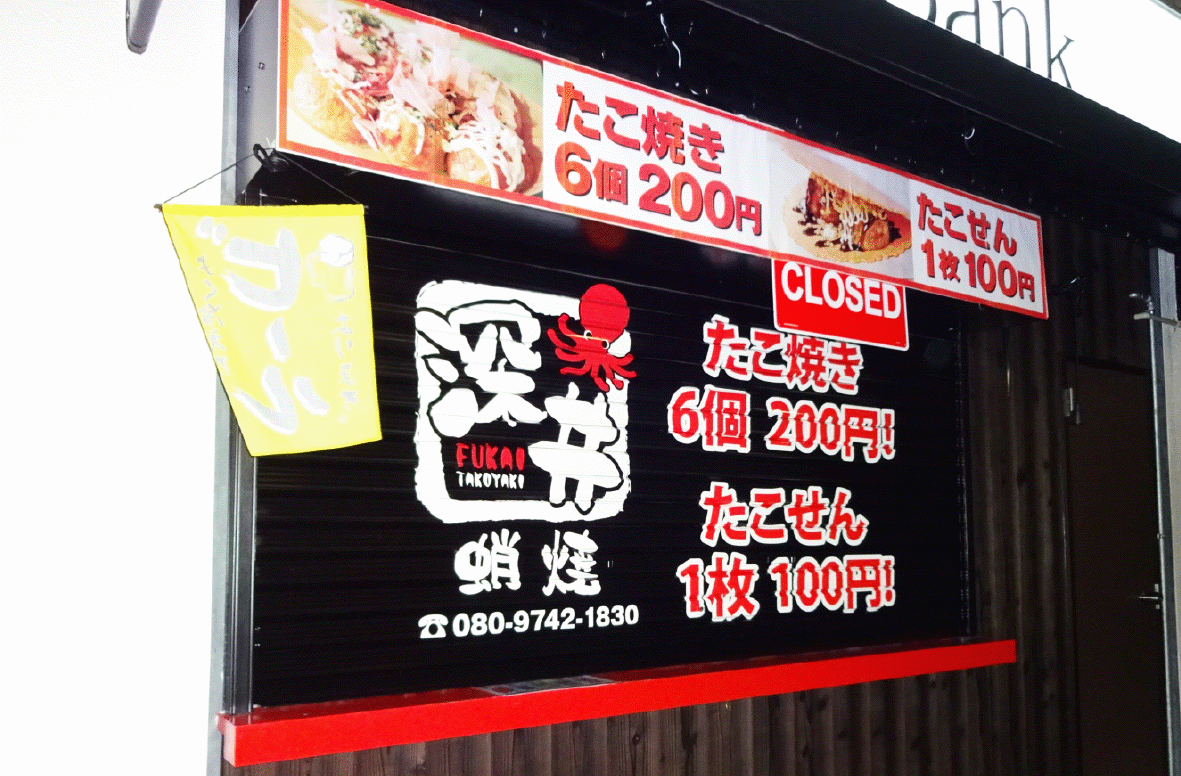 ank
たこ焼き
6個 200円
たこせん
1枚 100円
CLOSED
深井
FUKAI
TAKOYAKI
蛸 焼
☎080-9742-1830
たこ焼き
6個 200円!
たこせん
1枚 100円!